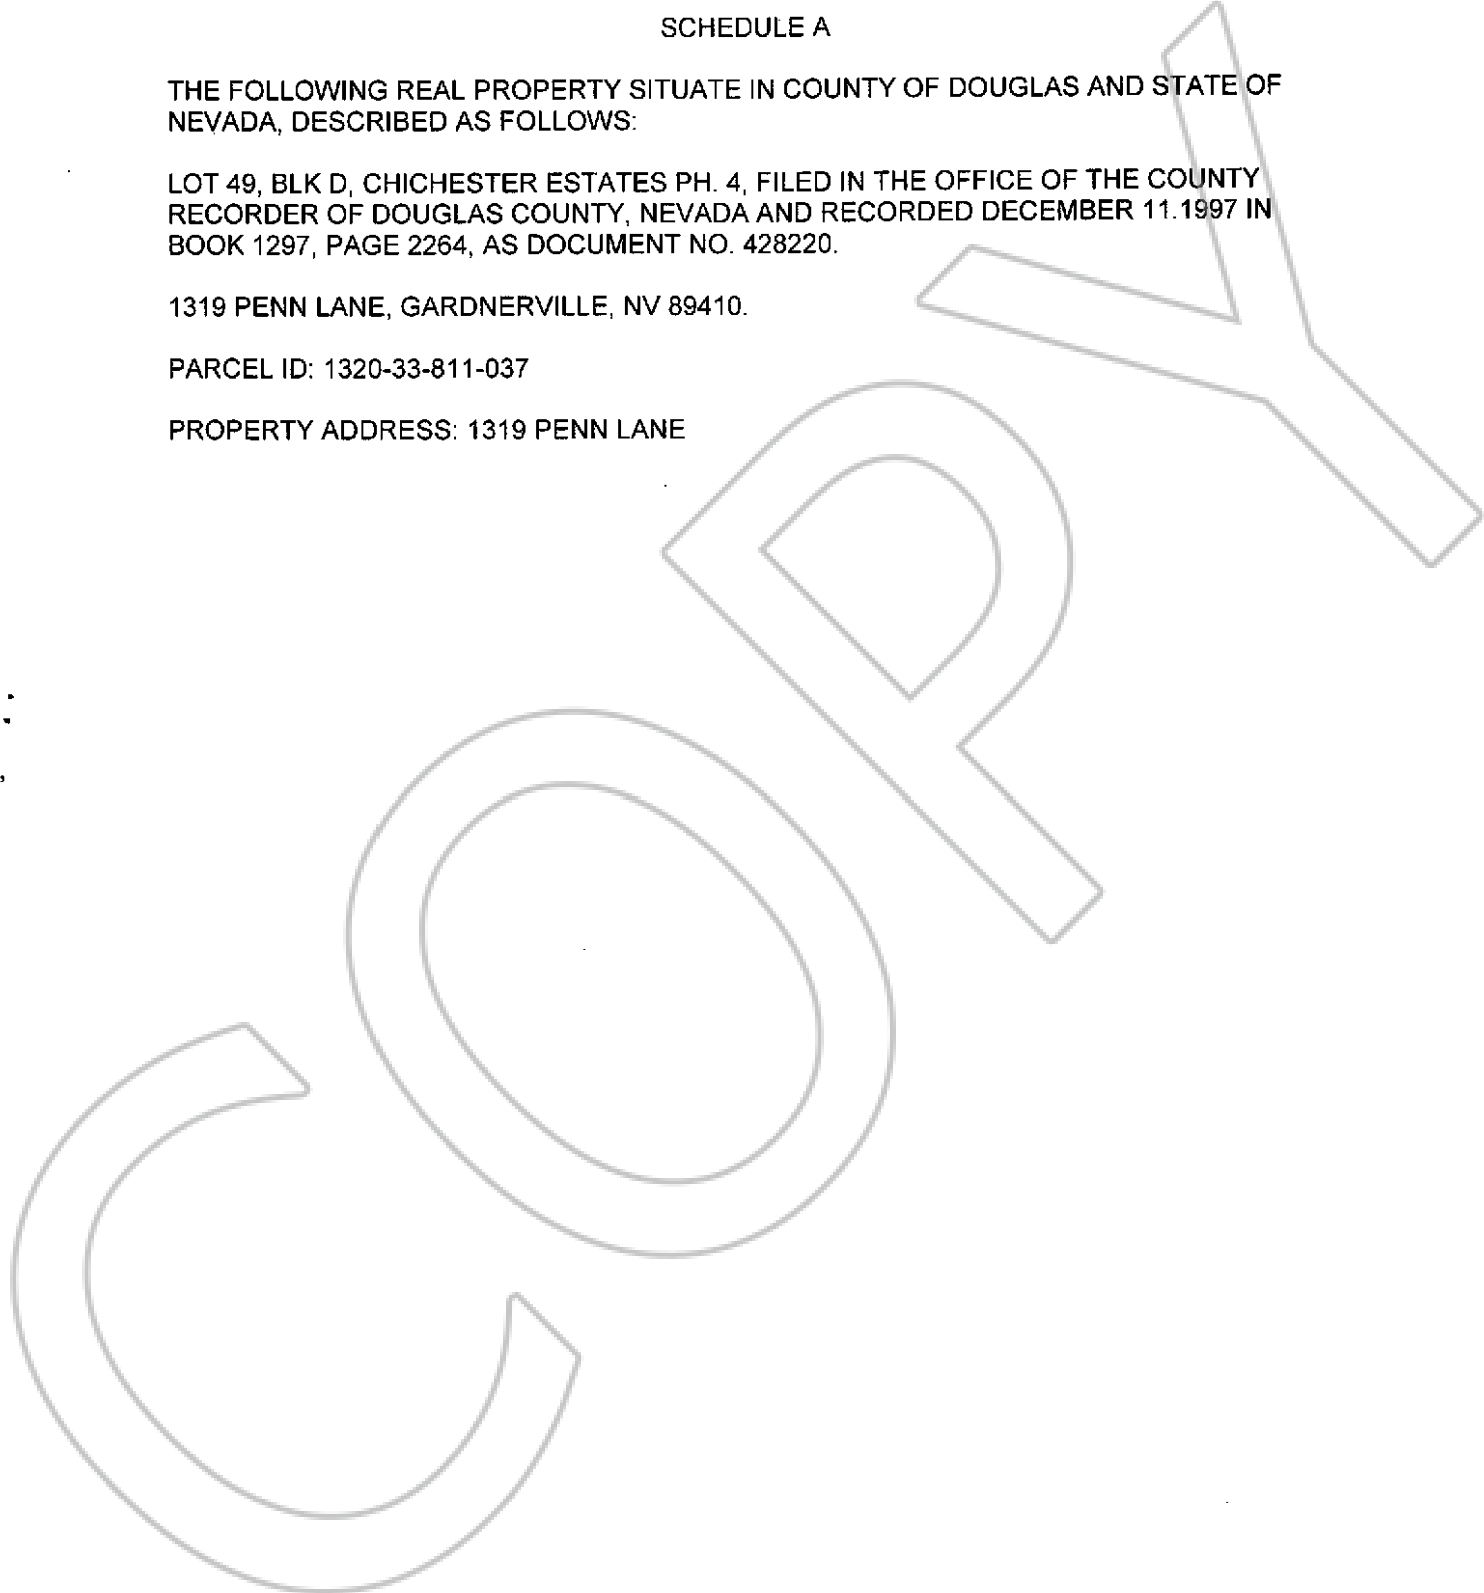 SCHEDULE A
THE FOLLOWING REAL PROPERTY SITUATE IN COUNTY OF DOUGLAS AND STATE OF
NEVADA, DESCRIBED AS FOLLOWS:
LOT 49, BLK D, CHICHESTER ESTATES PH. 4, FILED IN THE OFFICE OF THE COUNTY
RECORDER OF DOUGLAS COUNTY, NEVADA AND RECORDED DECEMBER 11.1997 IN
BOOK 1297, PAGE 2264, AS DOCUMENT NO. 428220.
1319 PENN LANE, GARDNERVILLE, NV 89410.
PARCEL ID: 1320-33-811-037
PROPERTY ADDRESS: 1319 PENN LANE
COPY